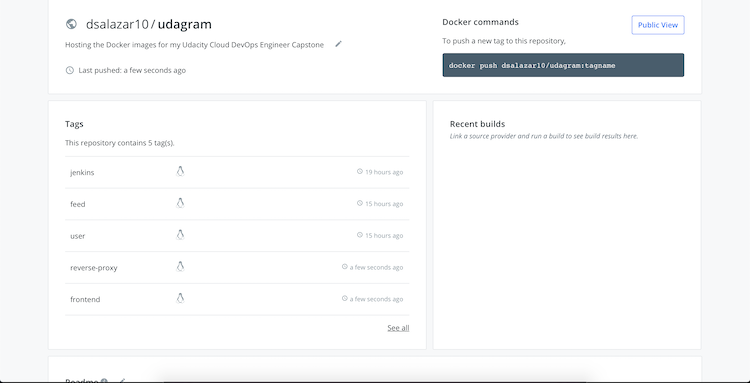 dsalazar10 / udagram
Hosting the Docker images for my Udacity Cloud DevOps Engineer Capstone
Last pushed: a few seconds ago
Docker commands
Public View
To push a new tag to this repository,
docker push dsalazar10/udagram:tagname
Tags
This repository contains 5 tag(s).
jenkins 19 hours ago
feed 15 hours ago
user 15 hours ago
reverse-proxy a few seconds ago
frontend a few seconds ago
See all
Recent builds
Link a source provider and run a build to see build results here.
Readme